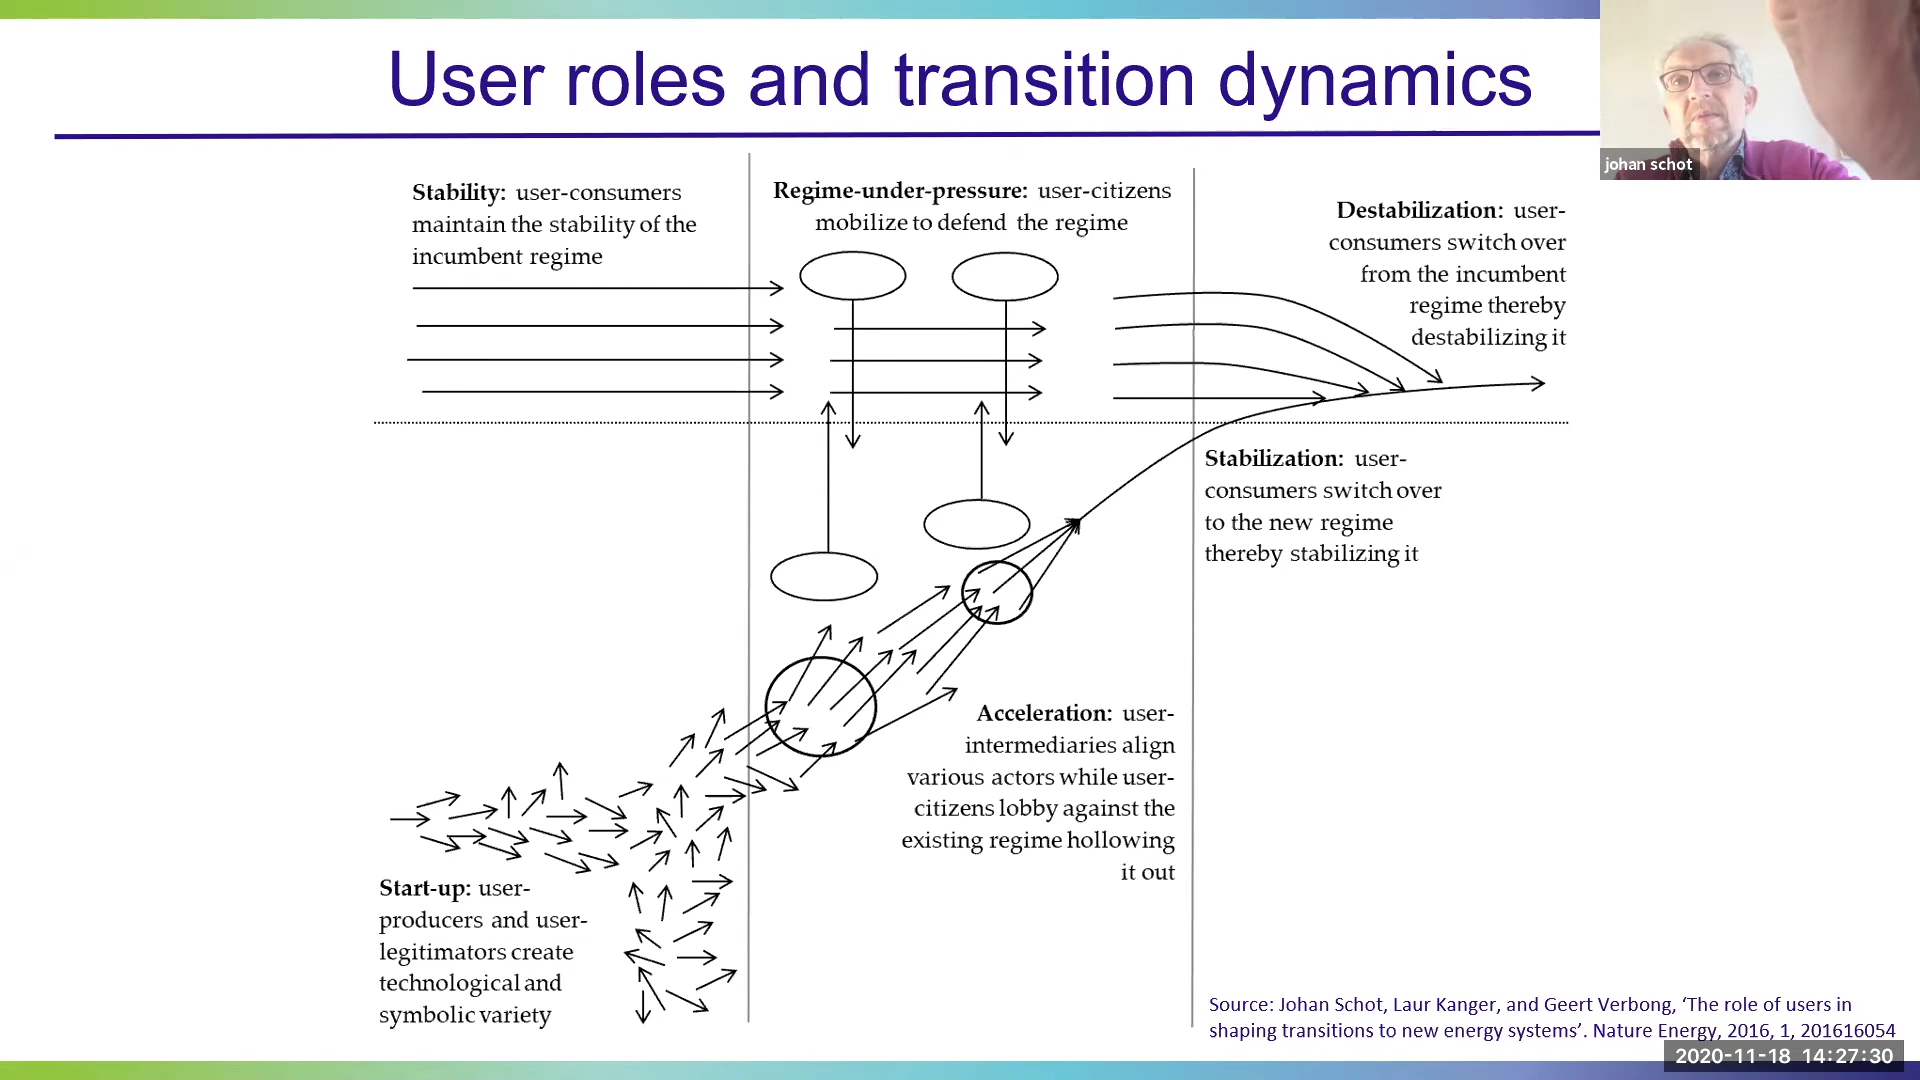 User roles and transition dynamics
johan schot
Stability: user-consumers
maintain the stability of the
incumbent regime
Regime-under-pressure: user-citizens
mobilize to defend the regime
Destabilization: user-
consumers switch over
from the incumbent
regime thereby
destabilizing it
Stabilization: user-
consumers switch over
to the new regime
thereby stabilizing it
Acceleration: user-
intermediaries align
various actors while user-
citizens lobby against the
existing regime hollowing
it out
Start-up: user-
producers and user-
legitimators create
technological and
symbolic variety
Source: Johan Schot, Laur Kanger, and Geert Verbong, ‘The role of users in
shaping transitions to new energy systems’. Nature Energy, 2016, 1, 201616054
2020-11-18 14:27:30